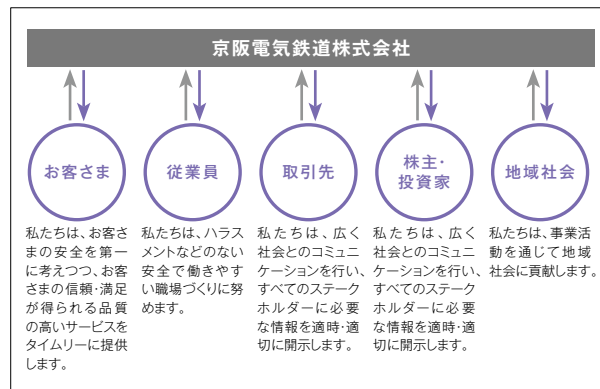 京阪電気鉄道株式会社
お客さま
私たちは、お客さ
まの安全を第一
に考えつつ、お客
さまの信頼・満足
が得られる品質
の高いサービスを
タイムリーに提供
します。
従業員
私たちは、ハラス
メントなどのない
安全で働きやす
い職場づくりに努
めます。
取引先
私たちは、広く
社会とのコミュニ
ケーションを行い、
すべてのステーク
ホルダーに必要
な情報を適時・適
切に開示します。
株主・
投資家
私たちは、広く
社会とのコミュニ
ケーションを行い、
すべてのステーク
ホルダーに必要
な情報を適時・適
切に開示します。
地域社会
私たちは、事業活
動を通じて地域
社会に貢献します。